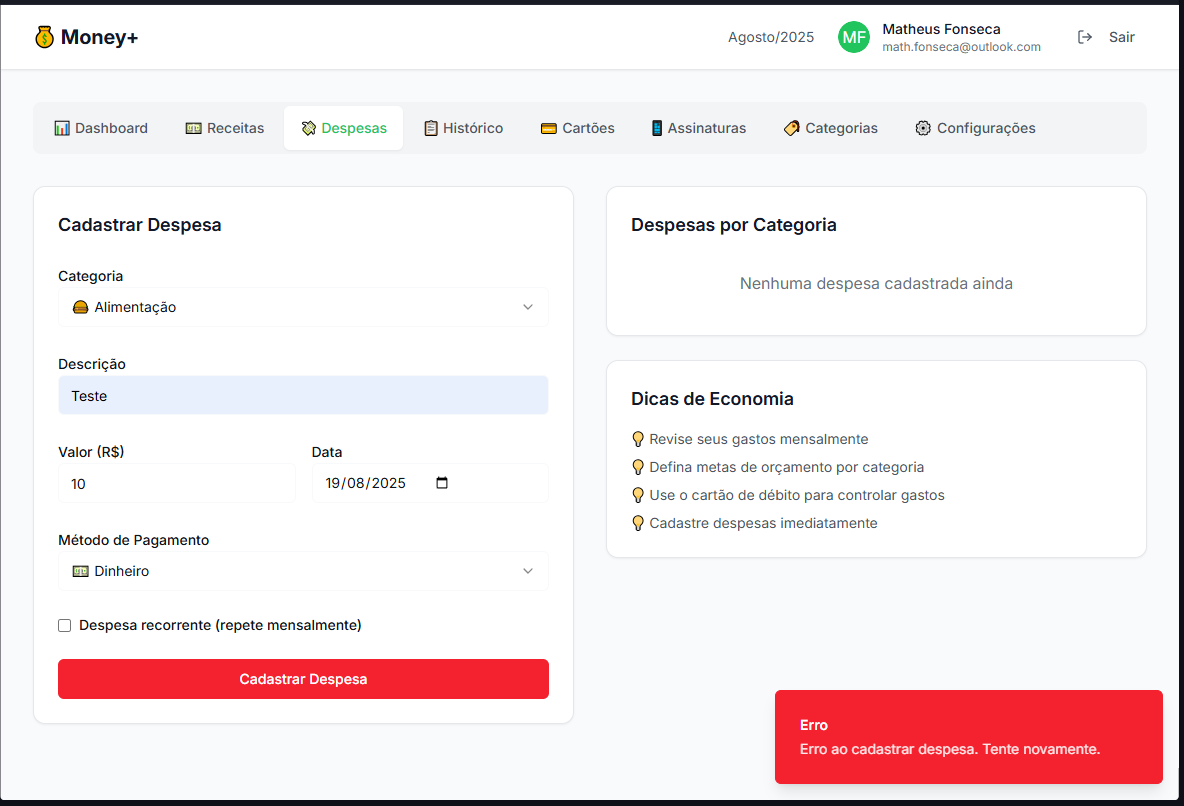 Money+
Agosto/2025
MF
Matheus Fonseca
math.fonseca@outlook.com
Sair
Dashboard
Receitas
Despesas
Histórico
Cartões
Assinaturas
Categorias
Configurações
Cadastrar Despesa
Categoria
Alimentação
Descrição
Teste
Valor (R$)
Data
10
19/08/2025
Método de Pagamento
Dinheiro
Despesa recorrente (repete mensalmente)
Cadastrar Despesa
Despesas por Categoria
Nenhuma despesa cadastrada ainda
Dicas de Economia
Revise seus gastos mensalmente
Defina metas de orçamento por categoria
Use o cartão de débito para controlar gastos
Cadastre despesas imediatamente
Erro
Erro ao cadastrar despesa. Tente novamente.